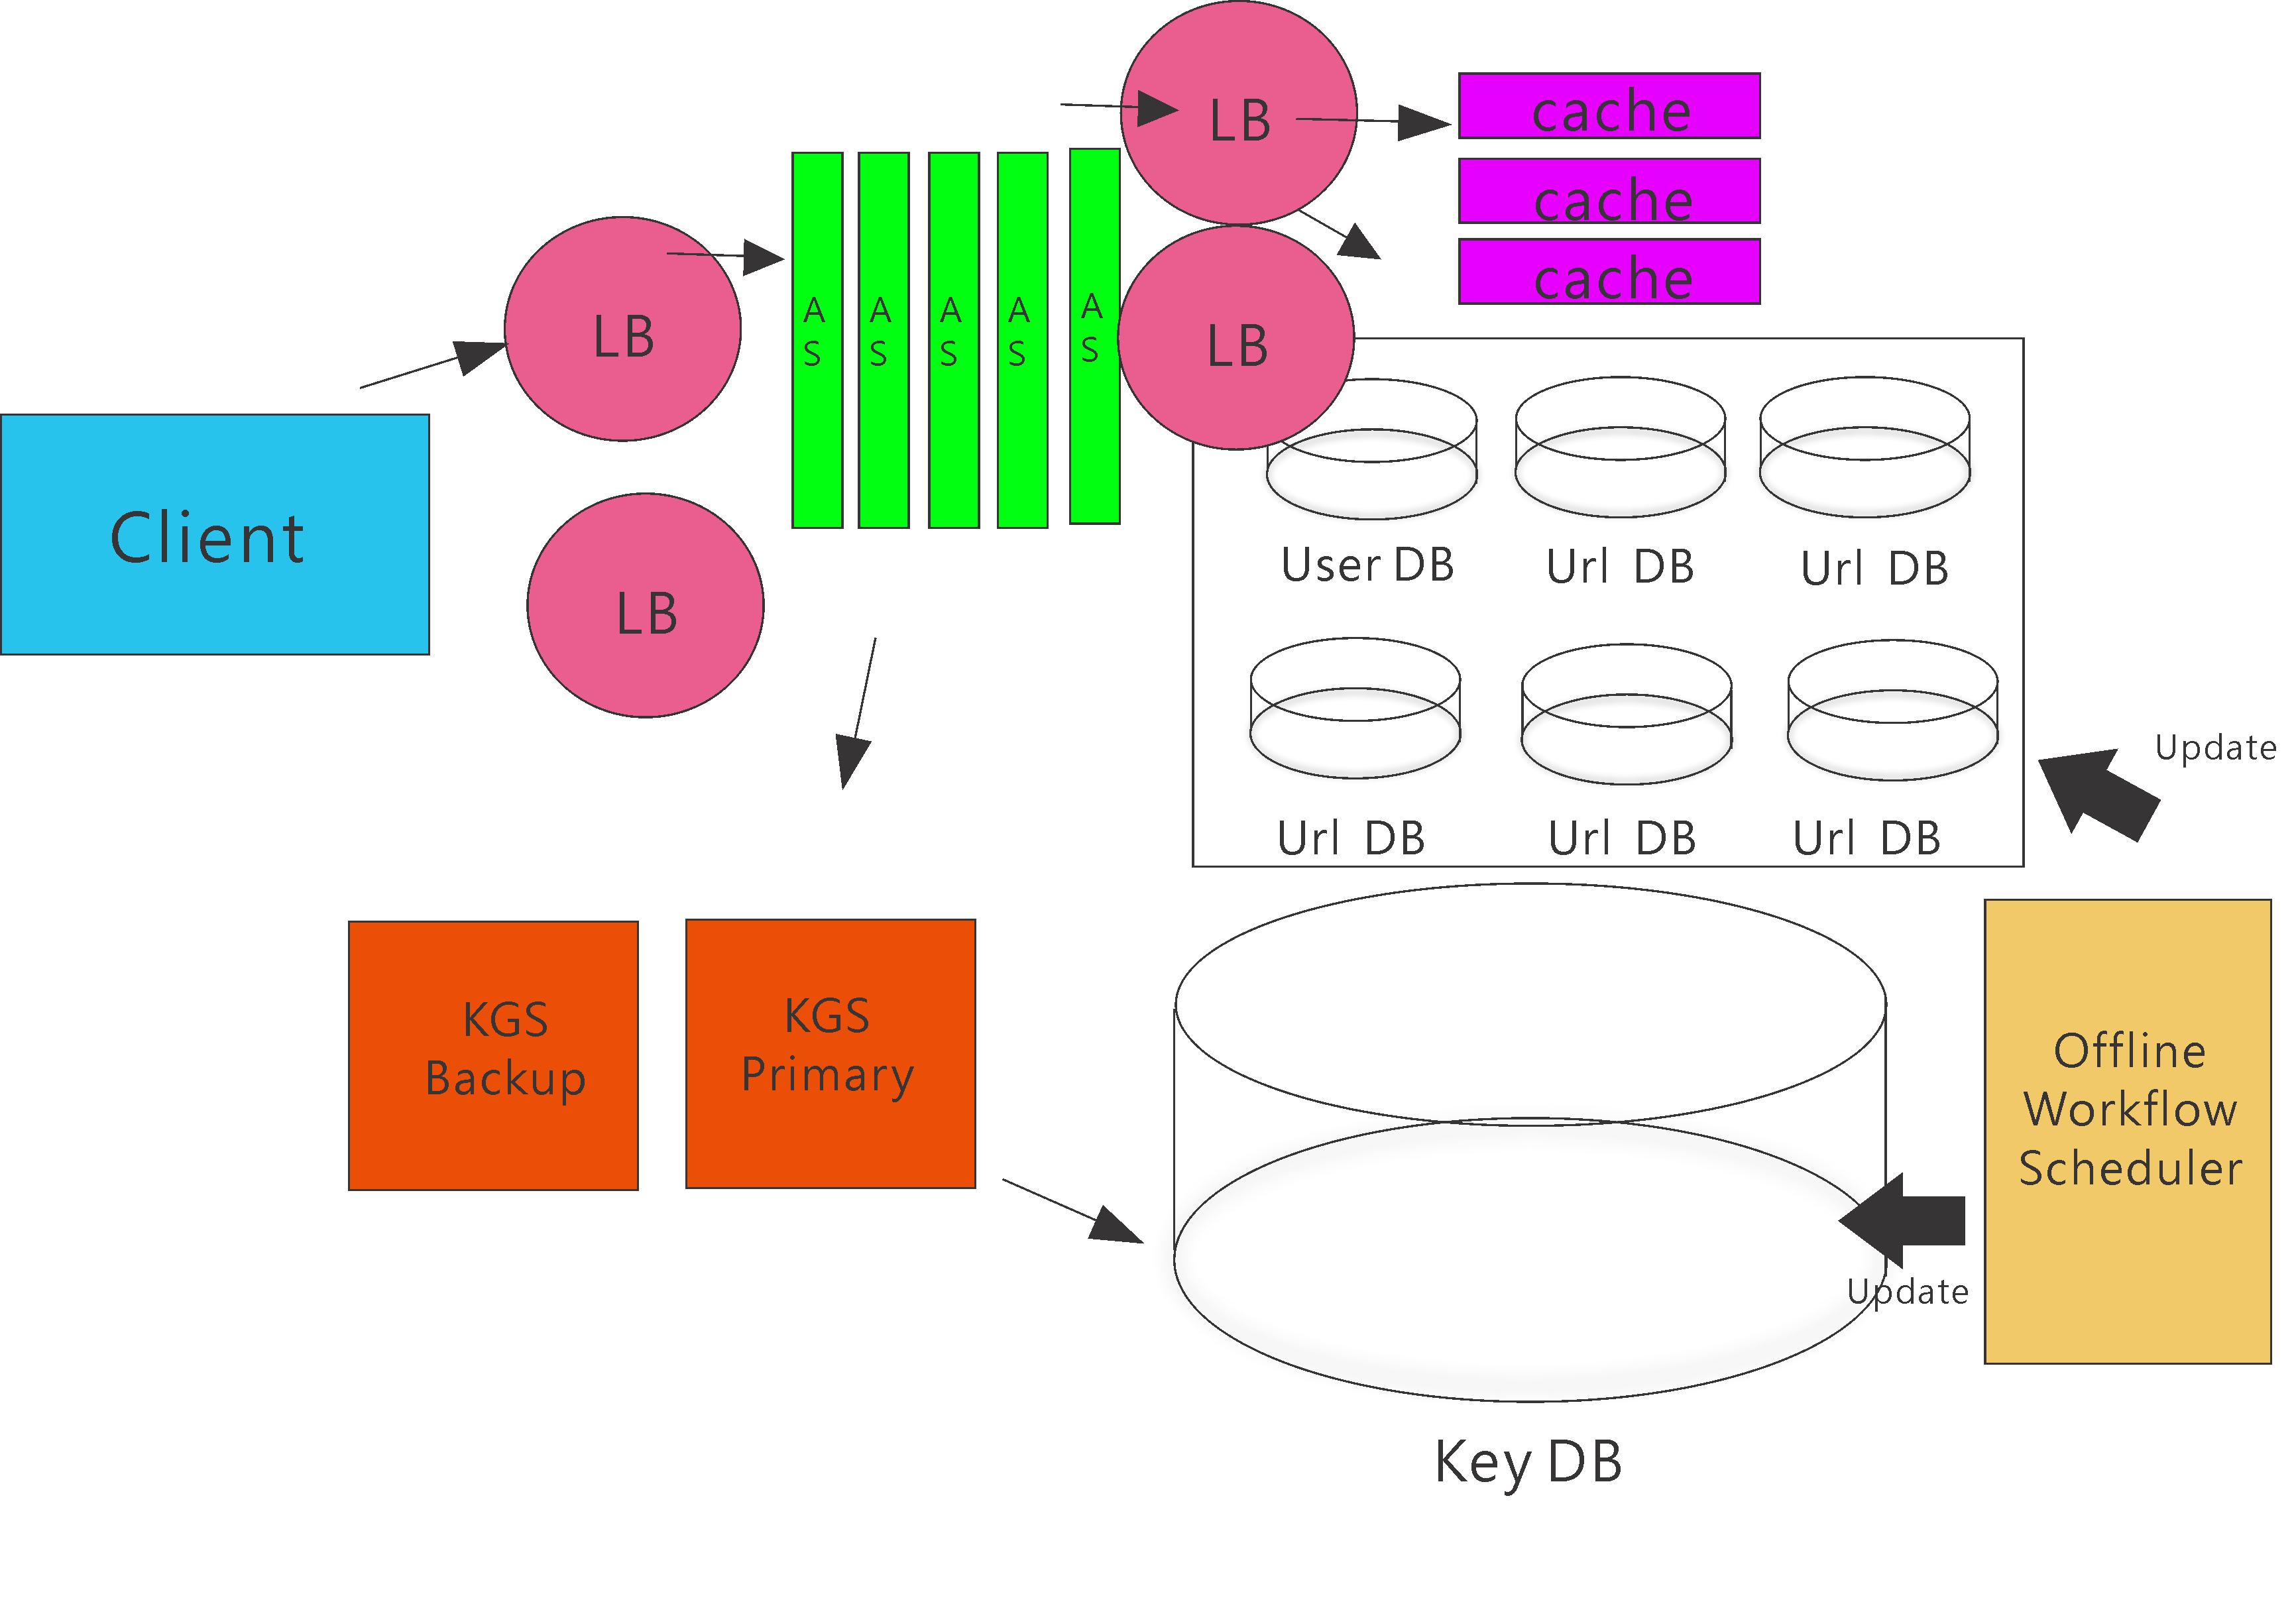 LB
cache
cache
cache
LB
LB
A
S
A
S
A
S
A
S
A
S
Client
LB
User DB
Url DB
Url DB
Url DB
Url DB
Url DB
Update
KGS
Backup
KGS
Primary
Offline
Workflow
Scheduler
Update
Key DB